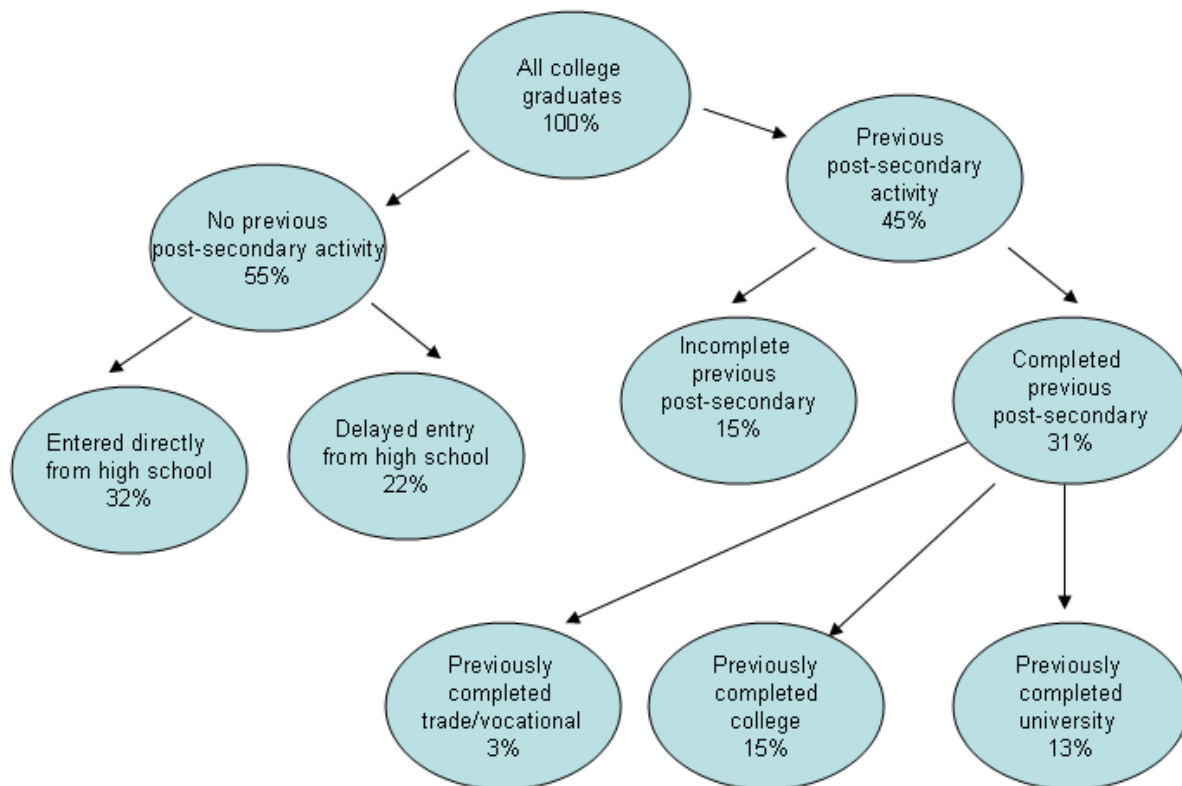 All college
graduates
100%
Previous
post-secondary
activity
45%
No previous
post-secondary activity
55%
Incomplete
previous
post-secondary
15%
Completed
previous
post-secondary
31%
Entered directly
from high school
32%
Delayed entry
from high school
22%
Previously
completed
trade/vocational
3%
Previously
completed
college
15%
Previously
completed
university
13%